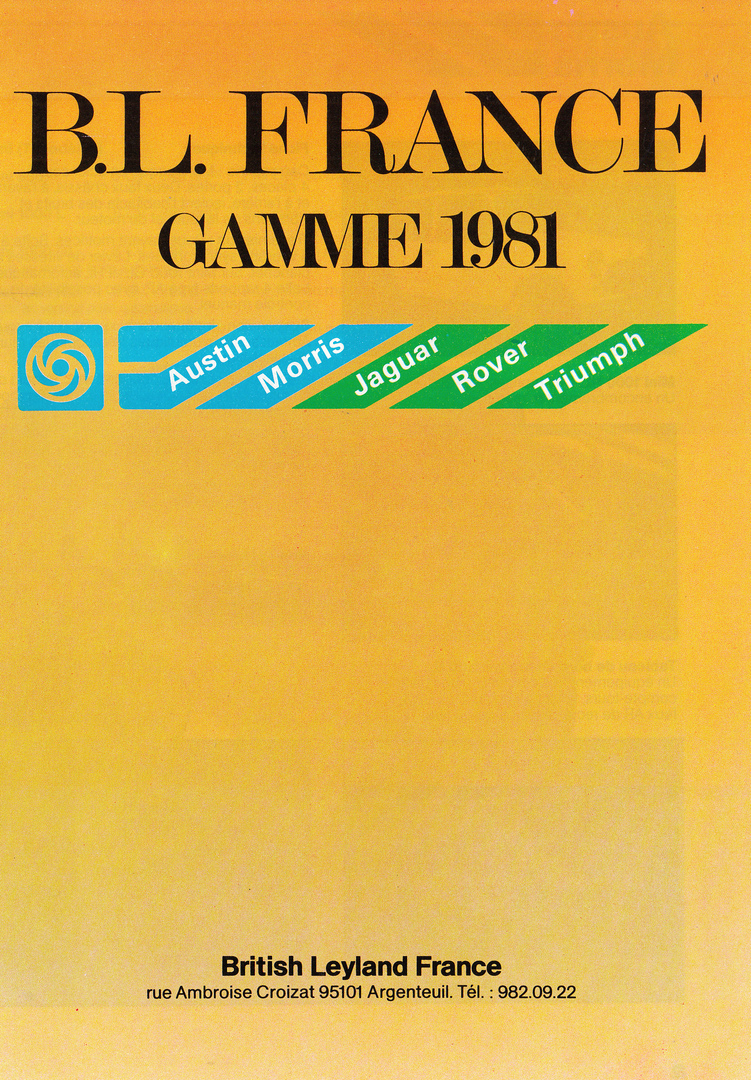 B.L. FRANCE
GAMME 1981
Austin
Morris
Jaguar
Rover
Triumph
British Leyland France
rue Ambroise Croizat 95101 Argenteuil. Tél. : 982.09.22